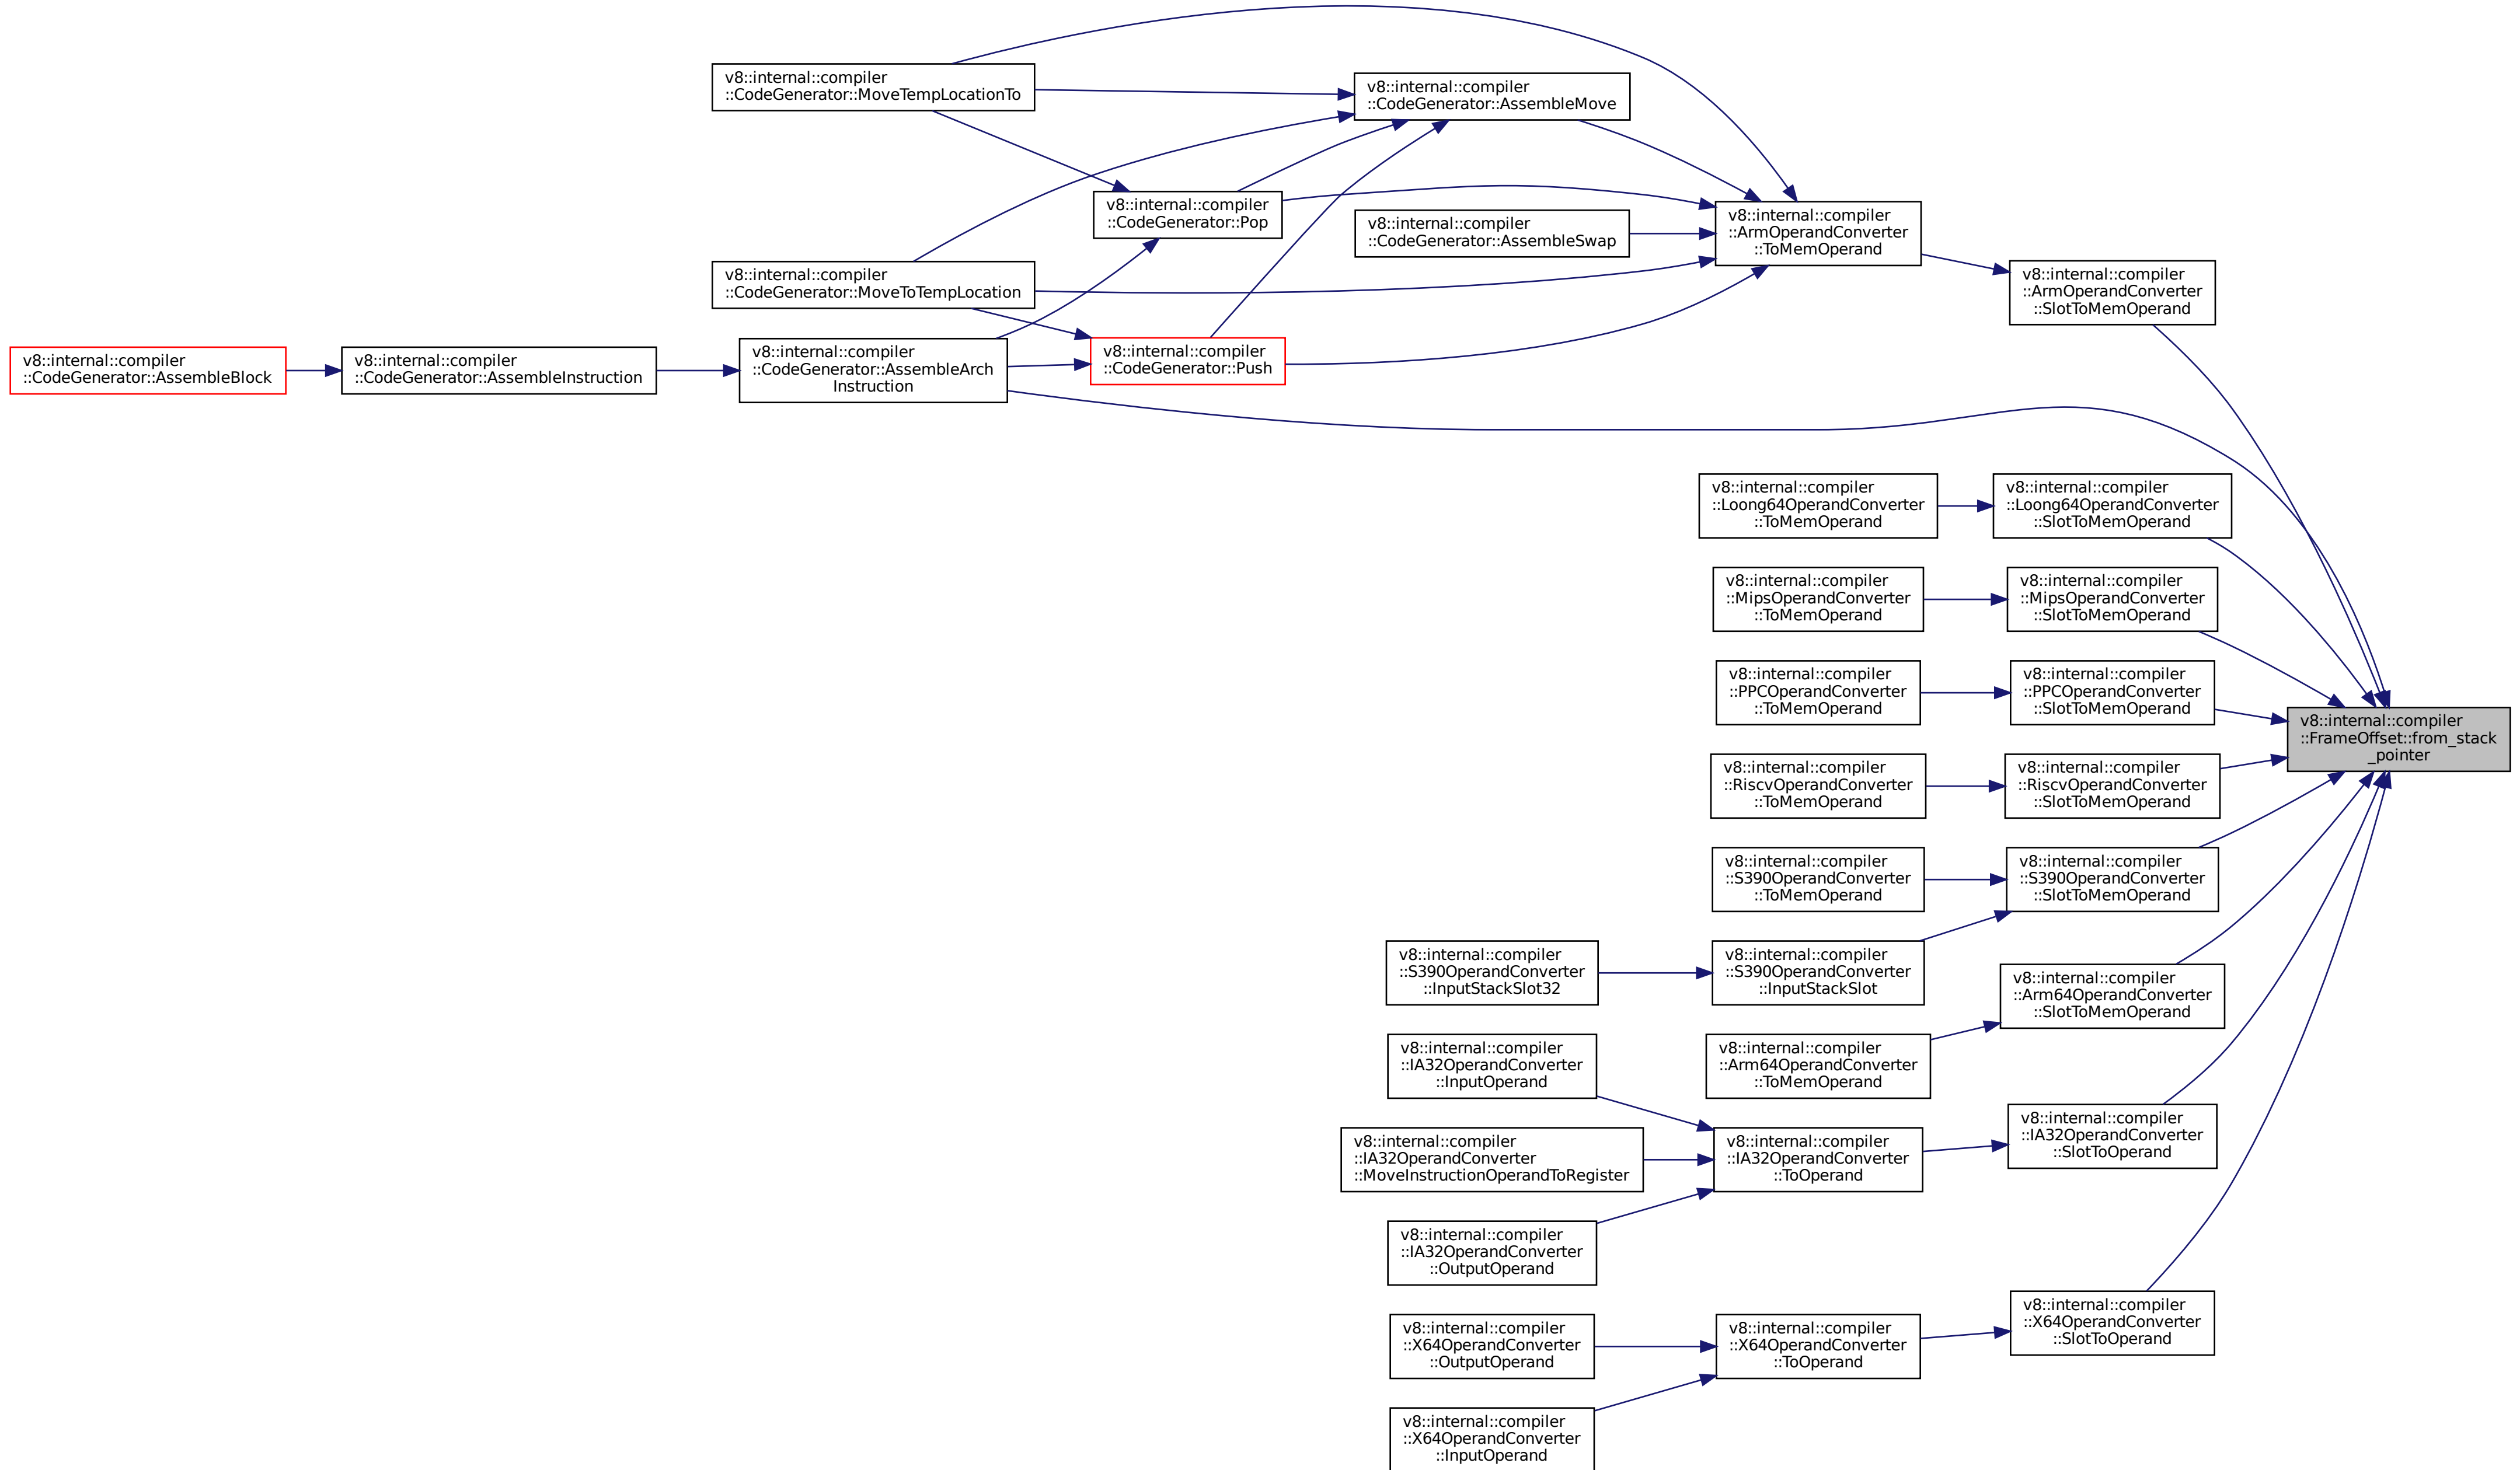 v8::internal::compiler
::CodeGenerator::MoveTempLocationTo
v8::internal::compiler
::CodeGenerator::AssembleMove
v8::internal::compiler
::CodeGenerator::Pop
v8::internal::compiler
::CodeGenerator::AssembleSwap
v8::internal::compiler
::ArmOperandConverter
::ToMemOperand
v8::internal::compiler
::CodeGenerator::MoveToTempLocation
v8::internal::compiler
::ArmOperandConverter
::SlotToMemOperand
v8::internal::compiler
::CodeGenerator::AssembleBlock
v8::internal::compiler
::CodeGenerator::AssembleInstruction
v8::internal::compiler
::CodeGenerator::AssembleArch
Instruction
v8::internal::compiler
::CodeGenerator::Push
v8::internal::compiler
::Loong64OperandConverter
::ToMemOperand
v8::internal::compiler
::Loong64OperandConverter
::SlotToMemOperand
v8::internal::compiler
::MipsOperandConverter
::ToMemOperand
v8::internal::compiler
::MipsOperandConverter
::SlotToMemOperand
v8::internal::compiler
::PPCOperandConverter
::ToMemOperand
v8::internal::compiler
::PPCOperandConverter
::SlotToMemOperand
v8::internal::compiler
::FrameOffset::from_stack
_pointer
v8::internal::compiler
::RiscvOperandConverter
::ToMemOperand
v8::internal::compiler
::RiscvOperandConverter
::SlotToMemOperand
v8::internal::compiler
::S390OperandConverter
::ToMemOperand
v8::internal::compiler
::S390OperandConverter
::SlotToMemOperand
v8::internal::compiler
::S390OperandConverter
::InputStackSlot32
v8::internal::compiler
::S390OperandConverter
::InputStackSlot
v8::internal::compiler
::Arm64OperandConverter
::SlotToMemOperand
v8::internal::compiler
::IA32OperandConverter
::InputOperand
v8::internal::compiler
::Arm64OperandConverter
::ToMemOperand
v8::internal::compiler
::IA32OperandConverter
::MoveInstructionOperandToRegister
v8::internal::compiler
::IA32OperandConverter
::ToOperand
v8::internal::compiler
::IA32OperandConverter
::SlotToOperand
v8::internal::compiler
::IA32OperandConverter
::OutputOperand
v8::internal::compiler
::X64OperandConverter
::OutputOperand
v8::internal::compiler
::X64OperandConverter
::ToOperand
v8::internal::compiler
::X64OperandConverter
::SlotToOperand
v8::internal::compiler
::X64OperandConverter
::InputOperand